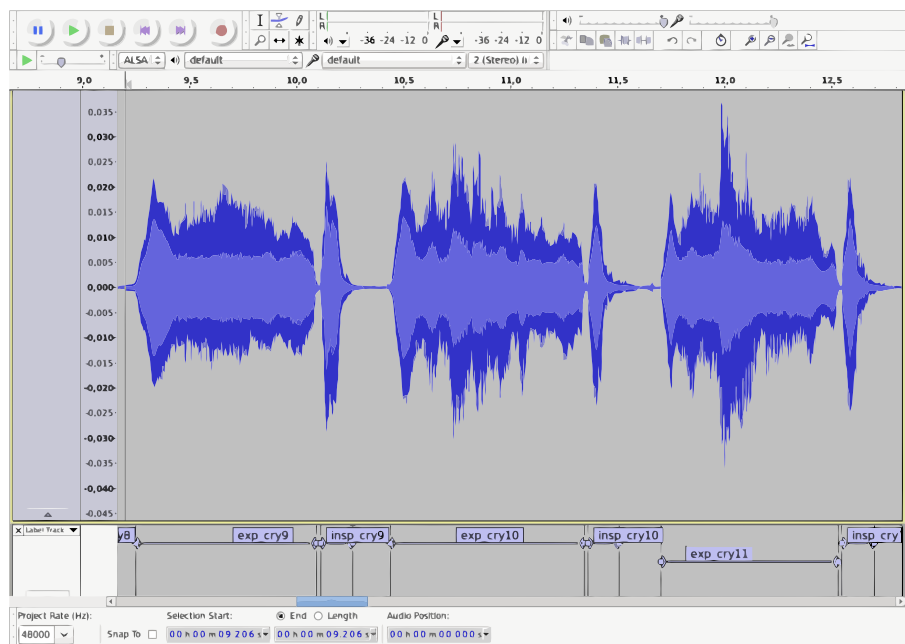 L
R
-36 -24 -12 0
L
R
-36 -24 -12 0
ALSA default default 2 (Stereo)
9,0 9,5 10,0 10,5 11,0 11,5 12,0 12,5
0,035
0,030
0,025
0,020
0,015
0,010
0,005
0,000
-0,005
-0,010
-0,015
-0,020
-0,025
-0,030
-0,035
-0,040
-0,045
Label Track
y8 exp_cry9 insp_cry9 exp_cry10 insp_cry10 insp_cry
exp_cry11
Project Rate (Hz): Selection Start: End Length Audio Position:
48000 Snap To 00 h 00 m 09.206 s 00 h 00 m 09.206 s 00 h 00 m 00.000 s